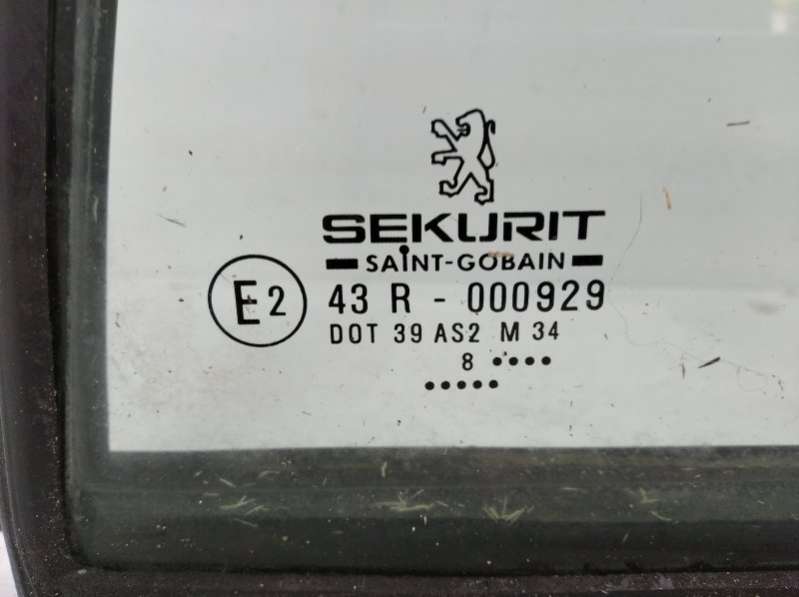 SEKURIT
SAINT-GOBAIN
E2 43 R - 000929
DOT 39 AS2 M 34
8 ••••
•••••